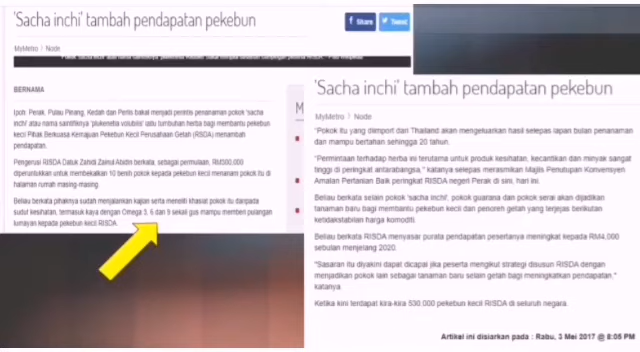 'Sacha inchi' tambah pendapatan pekebun
Share
Tweet
MyMetro | Node
BERNAMA
Ipoh: Perak, Pulau Pinang, Kedah dan Perlis bakal menjadi perintis penanaman pokok 'sacha
inchi' atau nama saintifiknya 'plukenetia volubilis' iaitu tumbuhan herba bagi membantu pekebun
kecil Pihak Berkuasa Kemajuan Pekebun Kecil Perusahaan Getah (RISDA) menambah
pendapatan.
Pengerusi RISDA Datuk Zahidi Zainul Abidin berkata, sebagai permulaan, RM500,000
diperuntukkan untuk membekalkan 10 benih pokok kepada pekebun kecil menanam pokok itu di
halaman rumah masing-masing.
Beliau berkata pihaknya sudah menjalankan kajian serta meneliti khasiat pokok itu daripada
sudut kesihatan, termasuk kaya dengan Omega 3, 6 dan 9 sekali gus mampu memberi pulangan
lumayan kepada pekebun kecil RISDA.
M
'Sacha inchi' tambah pendapatan pekebun
MyMetro | Node
"Pokok itu yang diimport dari Thailand akan mengeluarkan hasil selepas lapan bulan penanaman
dan mampu bertahan sehingga 20 tahun.
"Permintaan terhadap herba ini terutama untuk produk kesihatan, kecantikan dan minyak sangat
tinggi di peringkat antarabangsa," katanya selepas merasmikan Majlis Penutupan Konvensyen
Amalan Pertanian Baik peringkat RISDA negeri Perak di sini, hari ini.
Beliau berkata selain pokok 'sacha inchi', pokok guarana dan pokok serai akan dijadikan
tanaman baru bagi membantu pekebun kecil dan penoreh getah yang terjejas berikutan
ketidakstabilan harga komoditi.
Beliau berkata RISDA menyasar purata pendapatan pesertanya meningkat kepada RM4,000
sebulan menjelang 2020.
"Sasaran itu diyakini dapat dicapai jika peserta mengikut strategi disusun RISDA dengan
menjadikan pokok lain sebagai tanaman baru selain getah bagi meningkatkan pendapatan,"
katanya.
Ketika kini terdapat kira-kira 530,000 pekebun kecil RISDA di seluruh negara.
Artikel ini disiarkan pada : Rabu, 3 Mei 2017 @ 8:05 PM